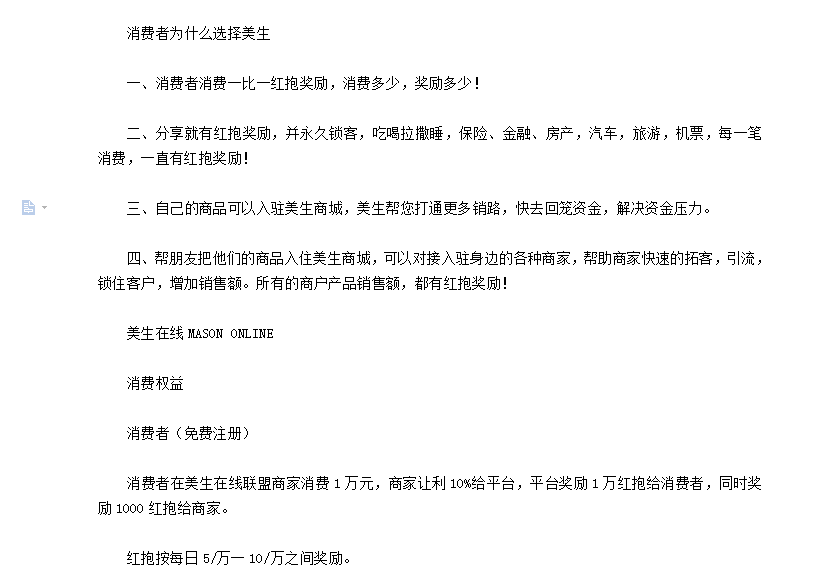 消费者为什么选择美生
一、消费者消费一比一红抱奖励，消费多少，奖励多少！
二、分享就有红抱奖励，并永久锁客，吃喝拉撒睡，保险、金融、房产，汽车，旅游，机票，每一笔
消费，一直有红抱奖励！
三、自己的商品可以入驻美生商城，美生帮您打通更多销路，快去回笼资金，解决资金压力。
四、帮朋友把他们的商品入住美生商城，可以对接入驻身边的各种商家，帮助商家快速的拓客，引流，
锁住客户，增加销售额。所有的商户产品销售额，都有红抱奖励！
美生在线 MASON ONLINE
消费权益
消费者（免费注册）
消费者在美生在线联盟商家消费 1 万元，商家让利 10%给平台，平台奖励 1 万红抱给消费者，同时奖
励 1000 红抱给商家。
红抱按每日 5/万一 10/万之间奖励。